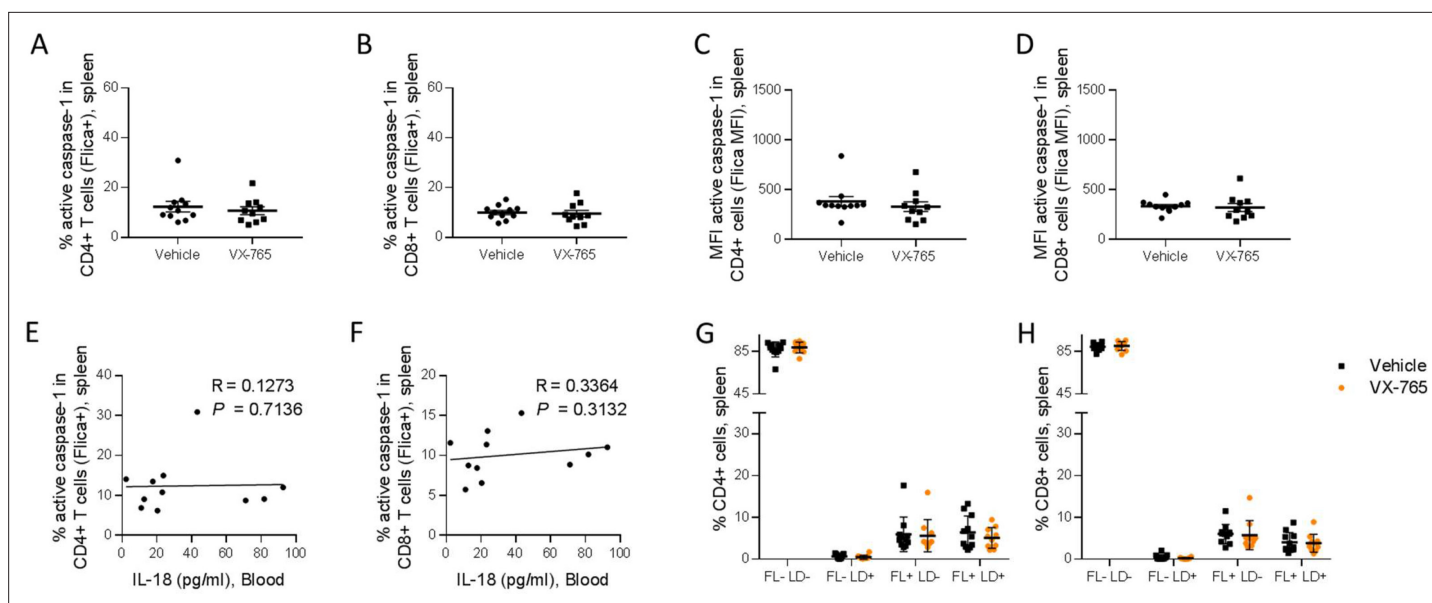 A
% active caspase-1 in
CD4+ T cells (Flica+), spleen
60
40
20
0
Vehicle
VX-765
B
% active caspase-1 in
CD8+ T cells (Flica+), spleen
60
40
20
0
Vehicle
VX-765
C
MFI active caspase-1 in
CD4+ cells (Flica MFI), spleen
1500
1000
500
0
Vehicle
VX-765
D
MFI active caspase-1 in
CD8+ cells (Flica MFI), spleen
1500
1000
500
0
Vehicle
VX-765
E
% active caspase-1 in
CD4+ T cells (Flica+), spleen
R = 0.1273
P = 0.7136
40
30
20
10
0
0 20 40 60 80 100
IL-18 (pg/ml), Blood
F
% active caspase-1 in
CD8+ T cells (Flica+), spleen
R = 0.3364
P = 0.3132
20
15
10
5
0
0 20 40 60 80 100
IL-18 (pg/ml), Blood
G
% CD4+ cells, spleen
85
45
30
20
10
0
FL- LD- FL- LD+ FL+ LD- FL+ LD+
H
% CD8+ cells, spleen
85
45
30
20
10
0
FL- LD- FL- LD+ FL+ LD- FL+ LD+
Vehicle
VX-765